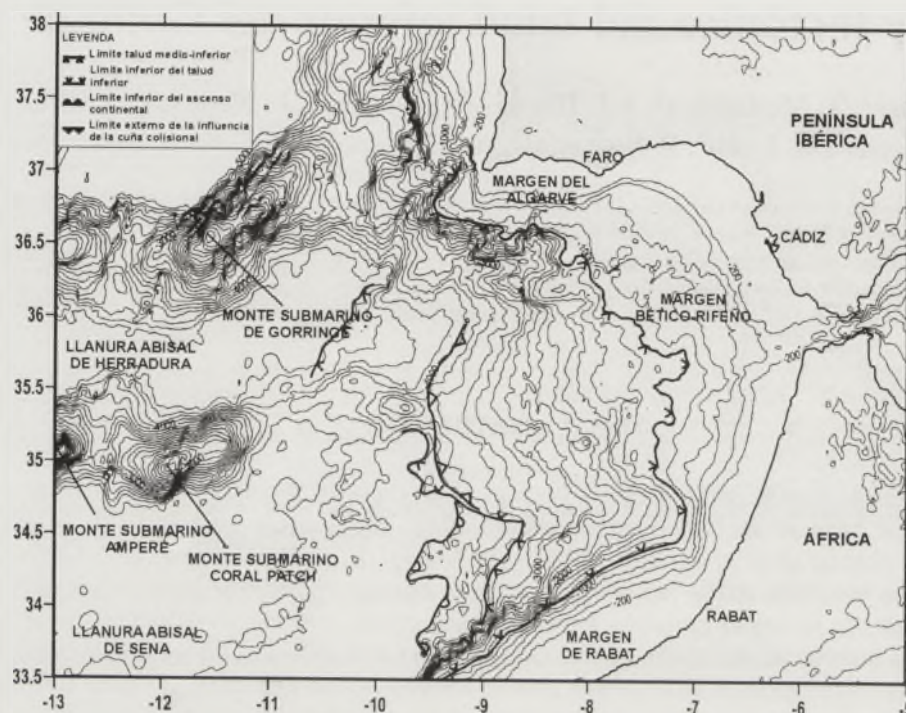 LEYENDA
Límite talud medio-inferior
Límite inferior del talud
inferior
Límite inferior del ascenso
continental
Límite externo de la influencia
de la cuña colisional
38
37.5
37
36.5
36
35.5
35
34.5
34
33.5
PENÍNSULA
IBÉRICA
FARO
MARGEN DEL
ALGARVE
CÁDIZ
MARGEN
BÉTICO-RIFEÑO
MONTE SUBMARINO
DE GORRINGE
LLANURA ABISAL
DE HERRADURA
MONTE SUBMARINO
AMPERE
MONTE SUBMARINO
CORAL PATCH
ÁFRICA
LLANURA ABISAL
DE SENA
MARGEN
DE RABAT
RABAT
-200
-1000
-200
-200
-200
-200
-13
-12
-11
-10
-9
-8
-7
-6